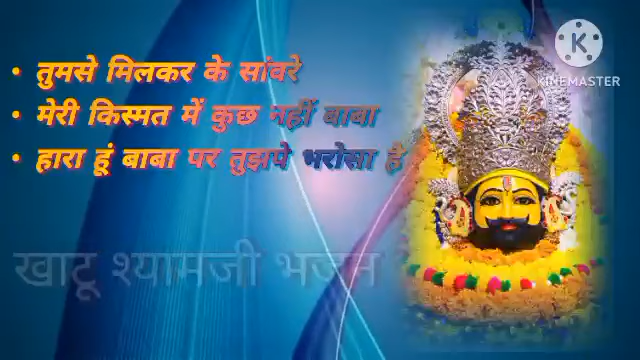 • तुमसे मिलकर के सांवरे
• मेरी किस्मत में कुछ नहीं बाबा
• हारा हूं बाबा पर तुझपे भरोसा है
खाटू श्यामजी भजन
K
KINEMASTER